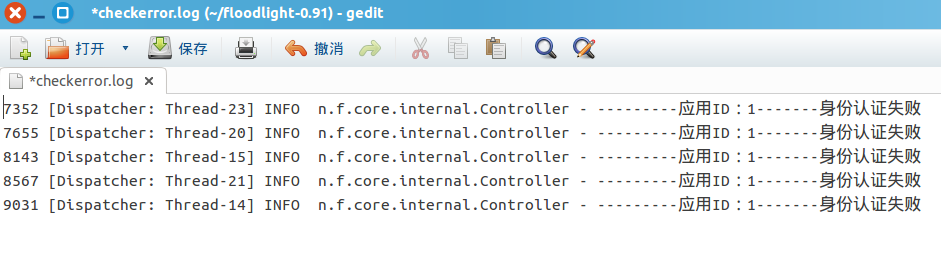 *checkerror.log (~/floodlight-0.91) - gedit
打开 保存 撤消
*checkerror.log
7352 [Dispatcher: Thread-23] INFO  n.f.core.internal.Controller - ---------应用ID：1-------身份认证失败
7655 [Dispatcher: Thread-20] INFO  n.f.core.internal.Controller - ---------应用ID：1-------身份认证失败
8143 [Dispatcher: Thread-15] INFO  n.f.core.internal.Controller - ---------应用ID：1-------身份认证失败
8567 [Dispatcher: Thread-21] INFO  n.f.core.internal.Controller - ---------应用ID：1-------身份认证失败
9031 [Dispatcher: Thread-14] INFO  n.f.core.internal.Controller - ---------应用ID：1-------身份认证失败